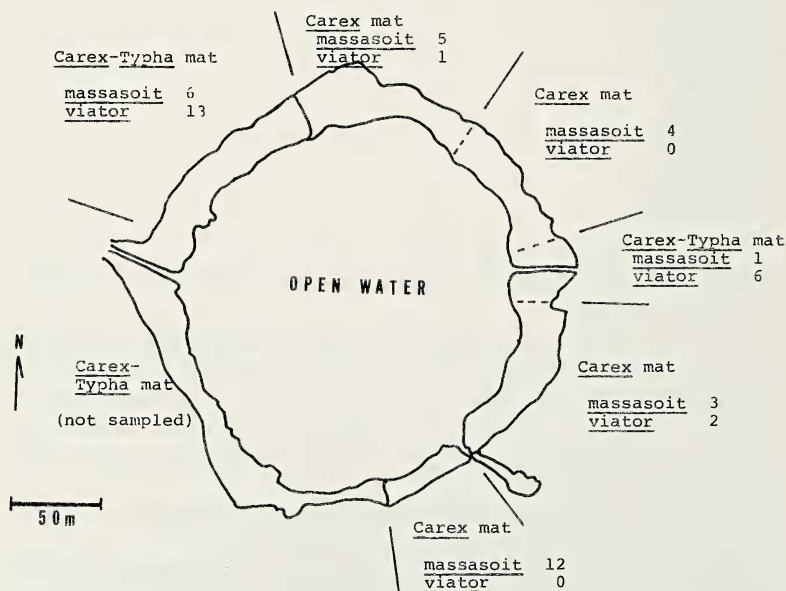 Carex mat
massasoit 5
viator 1
Carex-Typha mat
massasoit 6
viator 13
Carex mat
massasoit 4
viator 0
Carex-Typha mat
massasoit 1
viator 6
OPEN WATER
N
Carex-
Typha mat
(not sampled)
Carex mat
massasoit 3
viator 2
50m
Carex mat
massasoit 12
viator 0